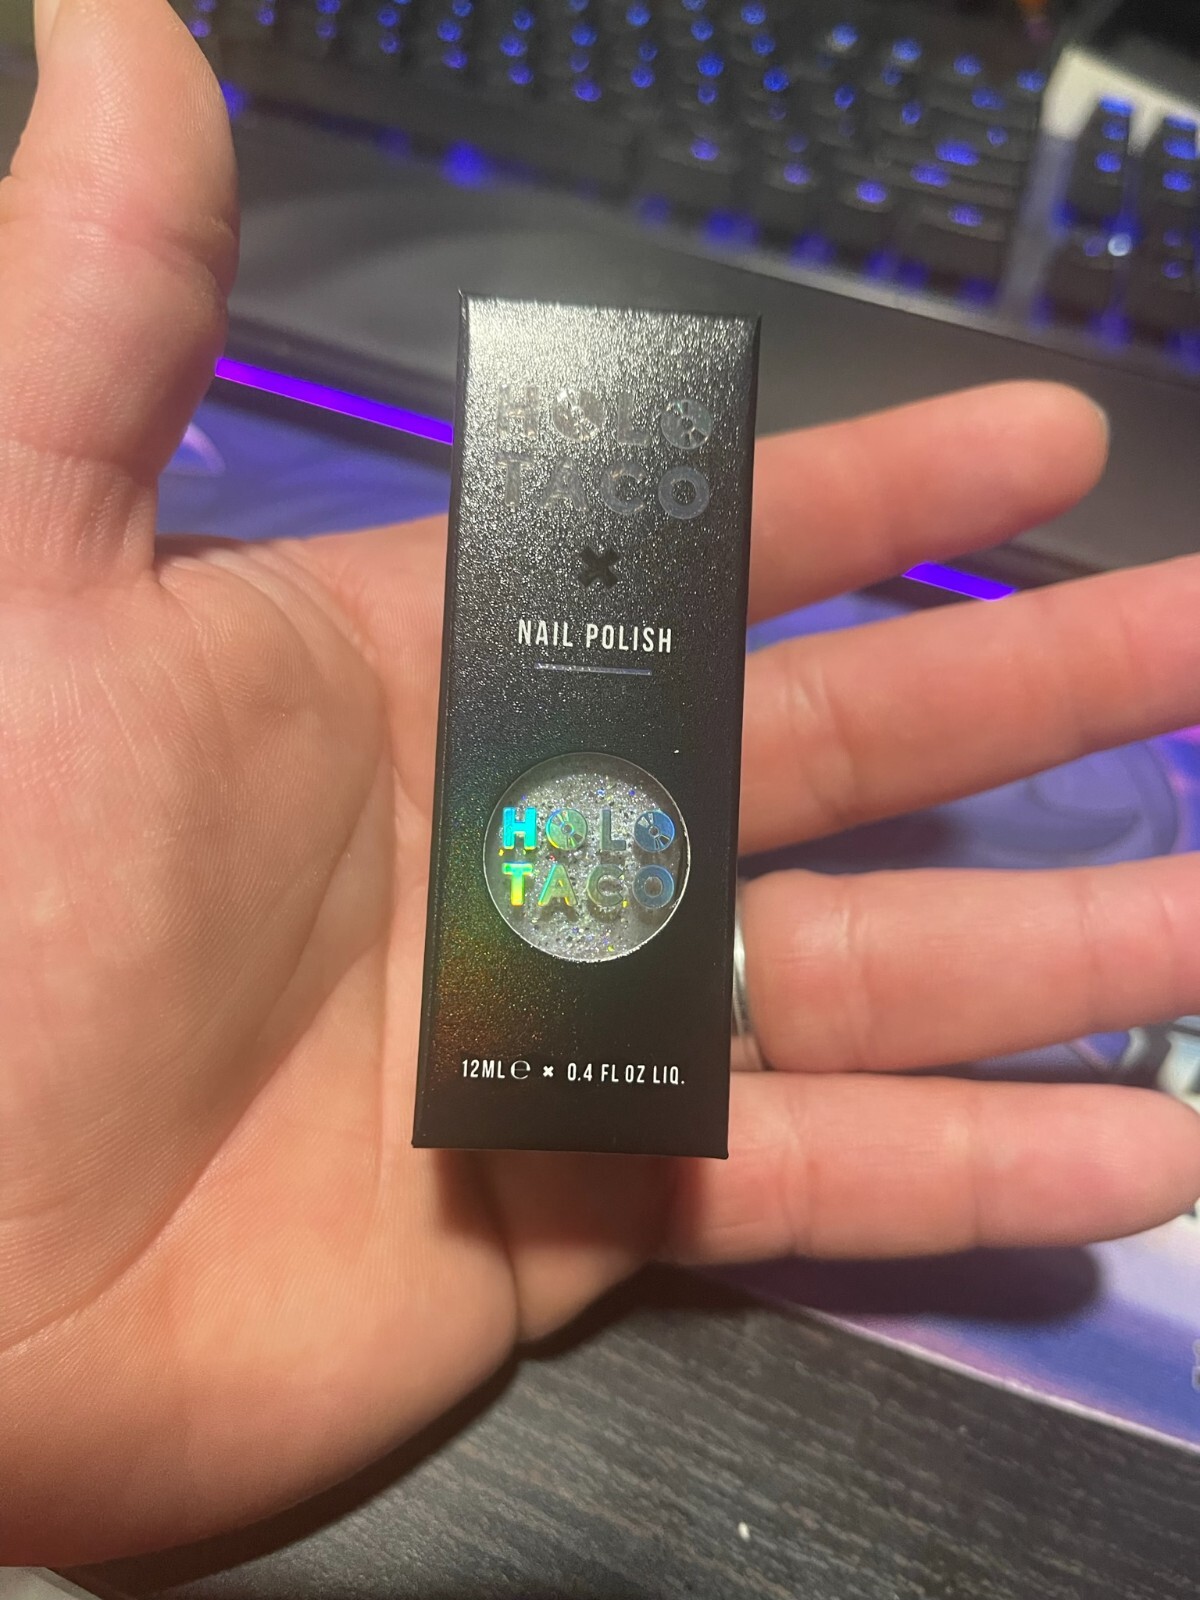 HOLO
TACO
NAIL POLISH
HOLO
TACO
12ML ℮ × 0.4 FL OZ LIQ.